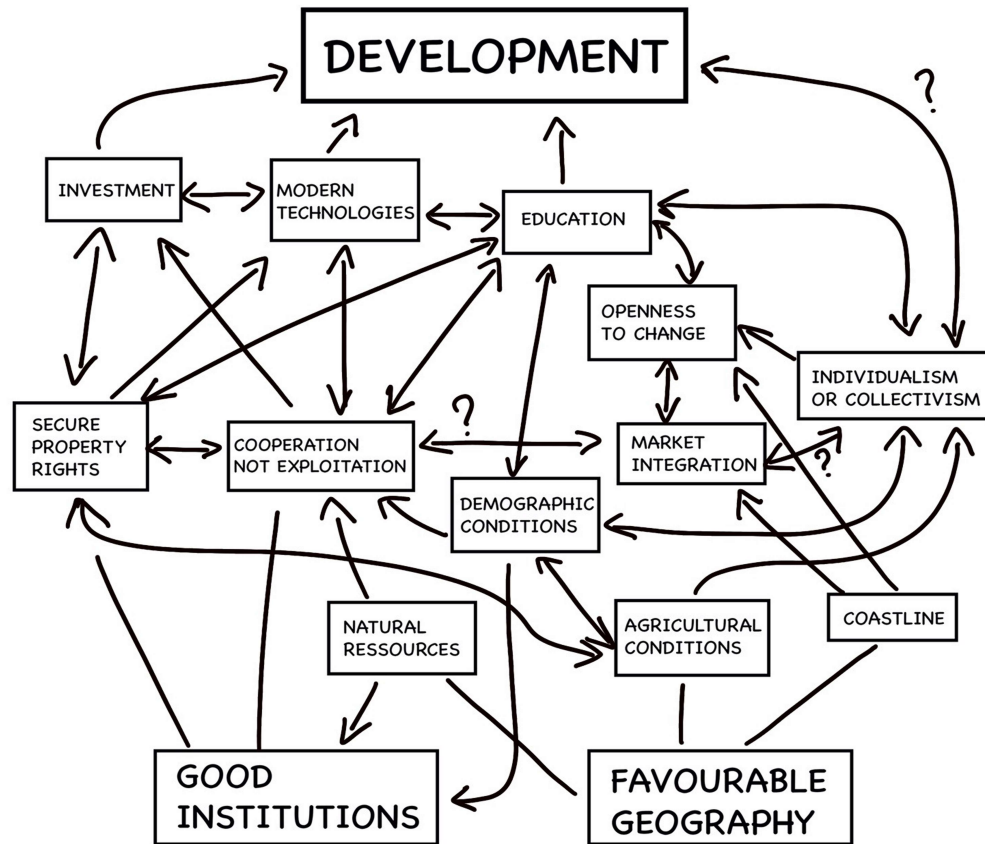 DEVELOPMENT
?
INVESTMENT
MODERN
TECHNOLOGIES
EDUCATION
OPENNESS
TO CHANGE
INDIVIDUALISM
OR COLLECTIVISM
SECURE
PROPERTY
RIGHTS
COOPERATION
NOT EXPLOITATION
?
MARKET
INTEGRATION
?
DEMOGRAPHIC
CONDITIONS
NATURAL
RESSOURCES
AGRICULTURAL
CONDITIONS
COASTLINE
GOOD
INSTITUTIONS
FAVOURABLE
GEOGRAPHY